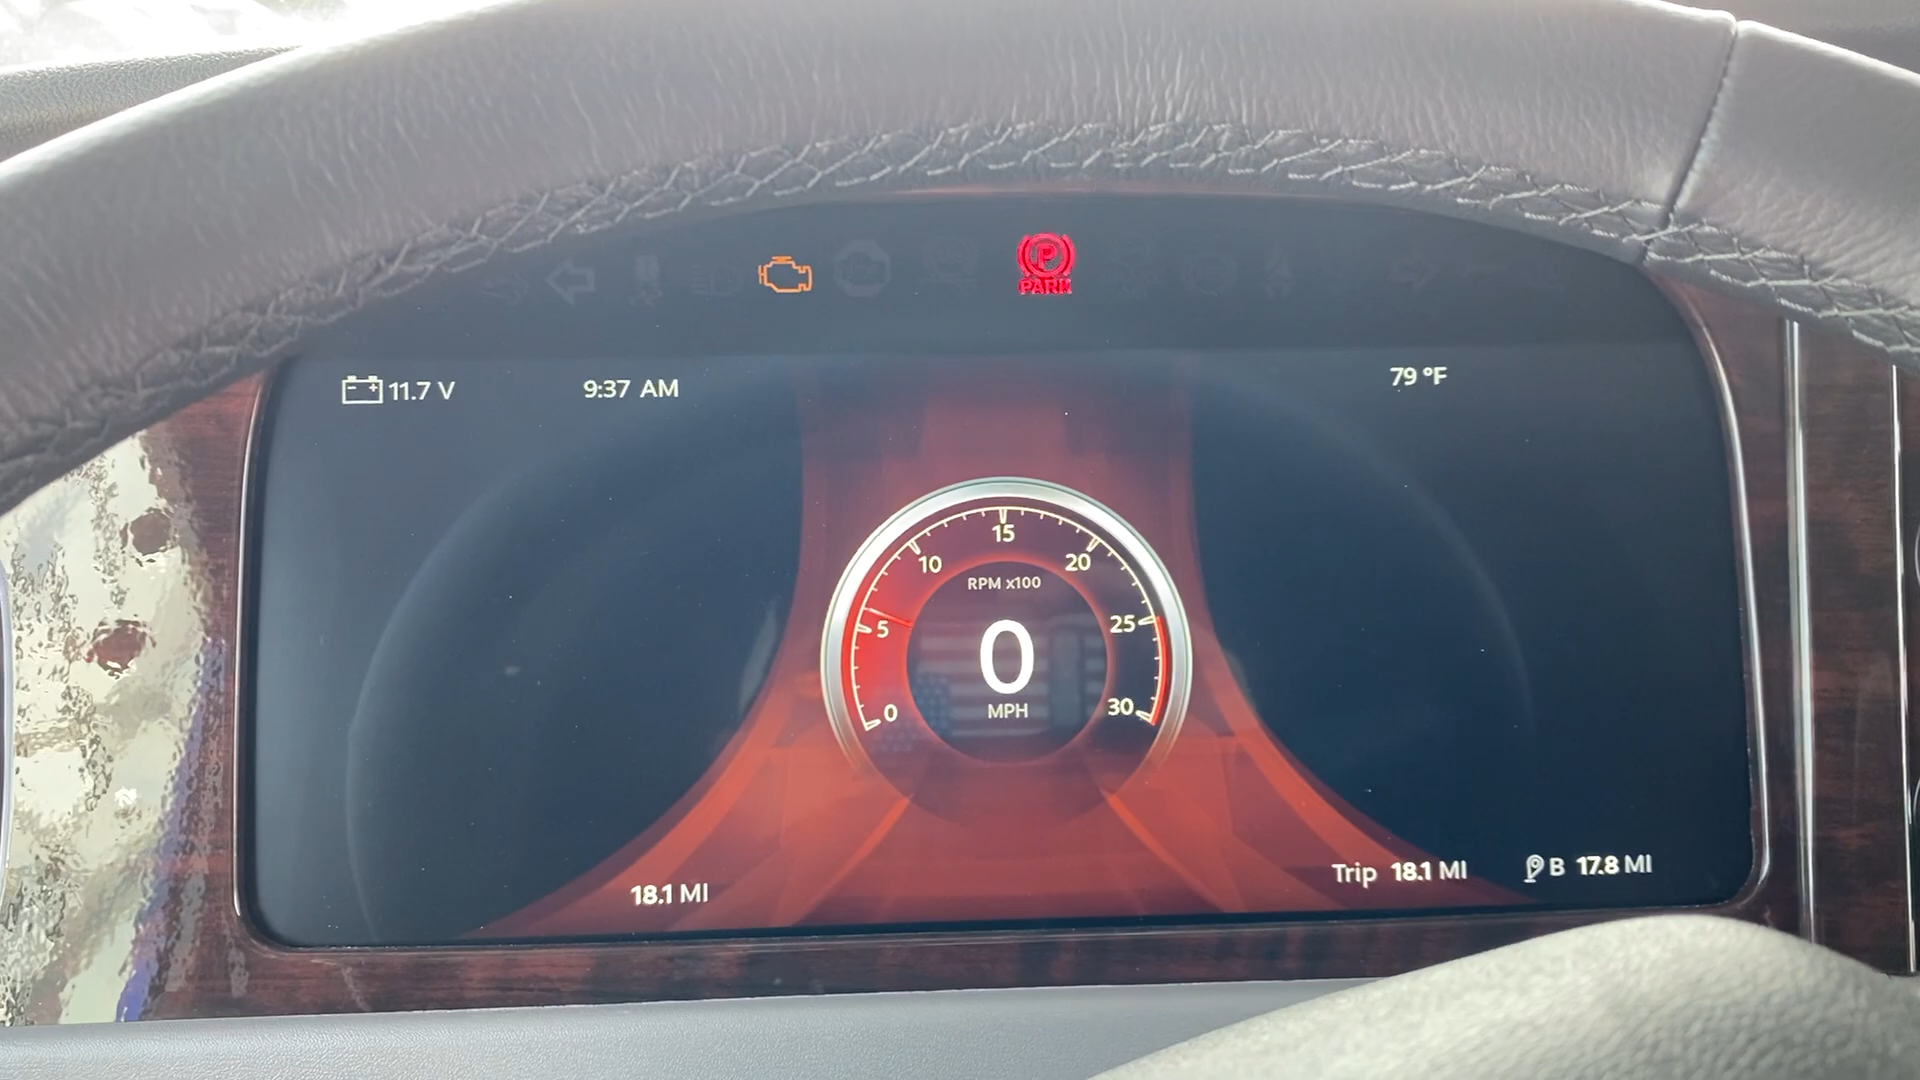 P
PARK
11.7 V
9:37 AM
79 °F
15
10
20
RPM x100
5
25
0
MPH
0
30
Trip 18.1 MI
B 17.8 MI
18.1 MI